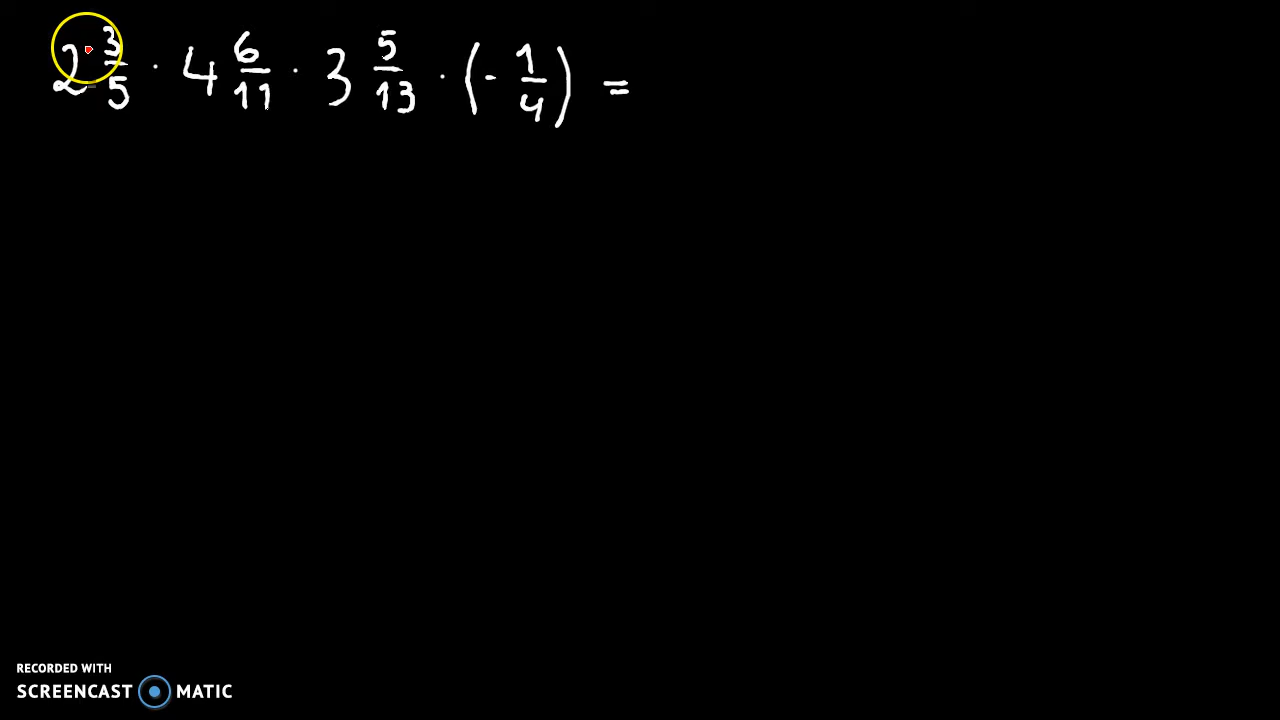 2 3/5 · 4 6/11 · 3 5/13 · (- 1/4) =
RECORDED WITH
SCREENCAST MATIC